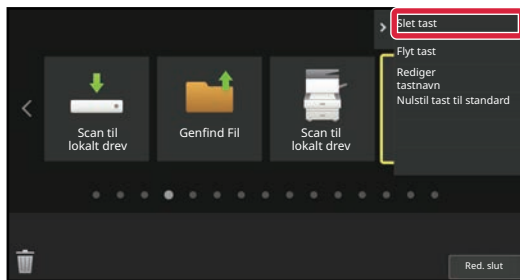 Slet tast
Flyt tast
Rediger
tastnavn
Nulstil tast til standard
Scan til
lokalt drev
Genfind Fil
Scan til
lokalt drev
Red. slut